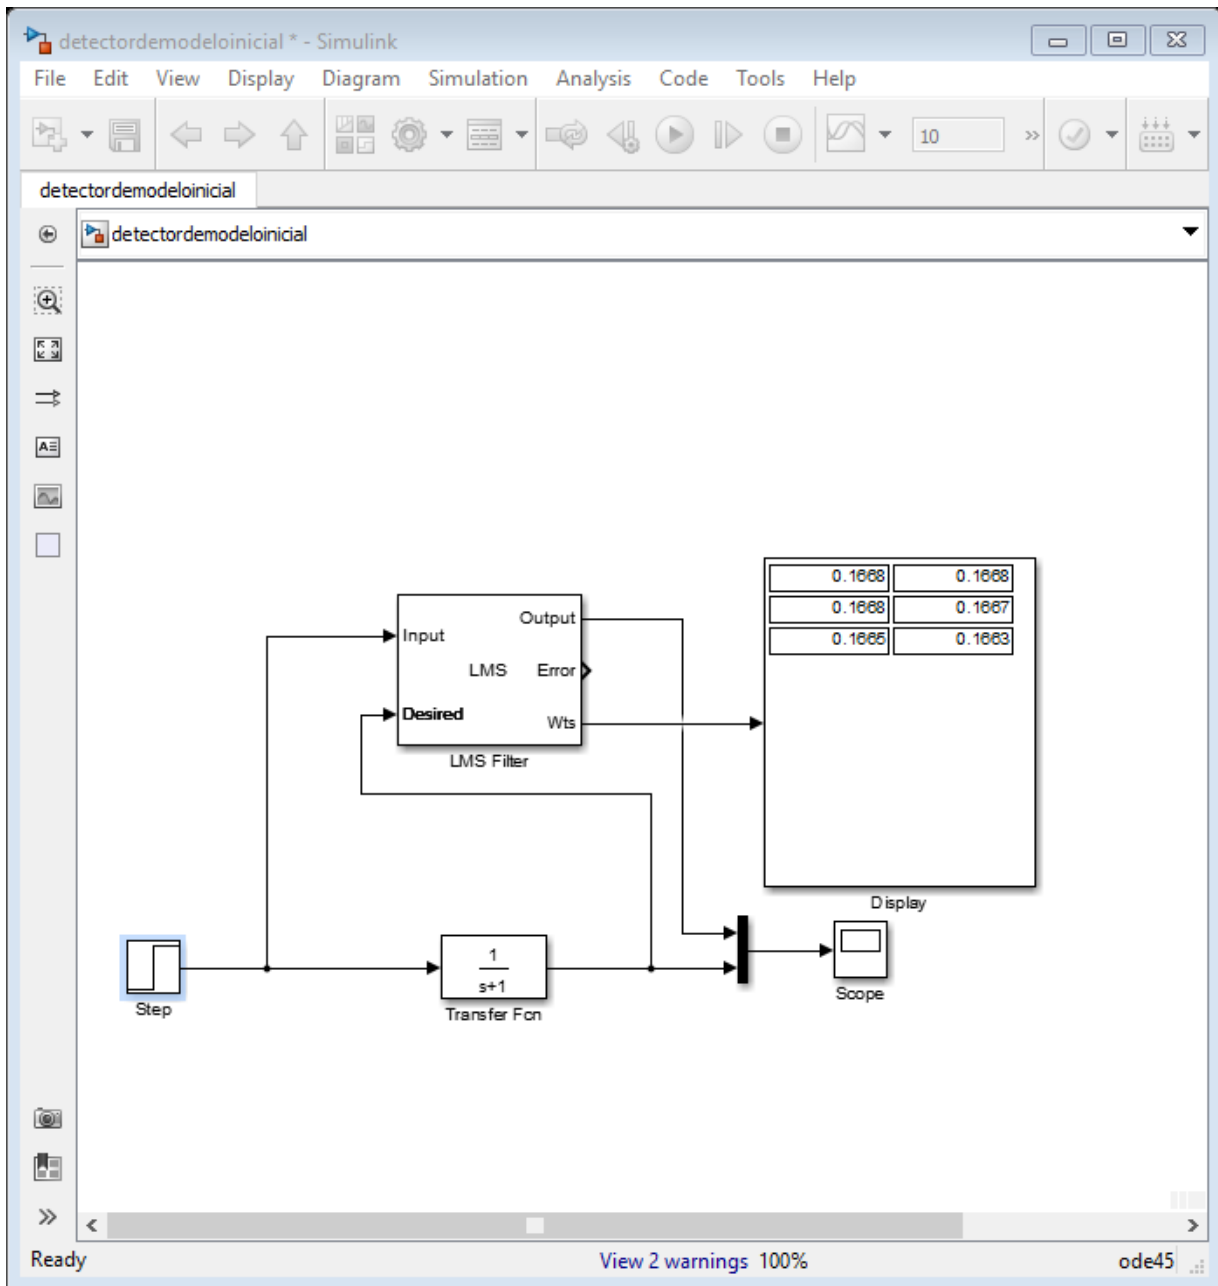 detectordemodeloinicial * - Simulink
File Edit View Display Diagram Simulation Analysis Code Tools Help
10
detectordemodeloinicial
detectordemodeloinicial
0.1668 0.1668
0.1668 0.1667
0.1665 0.1663
Output
Input
LMS Error
Desired
Wts
LMS Filter
Display
1
s+1
Step
Transfer Fcn
Scope
Ready View 2 warnings 100% ode45